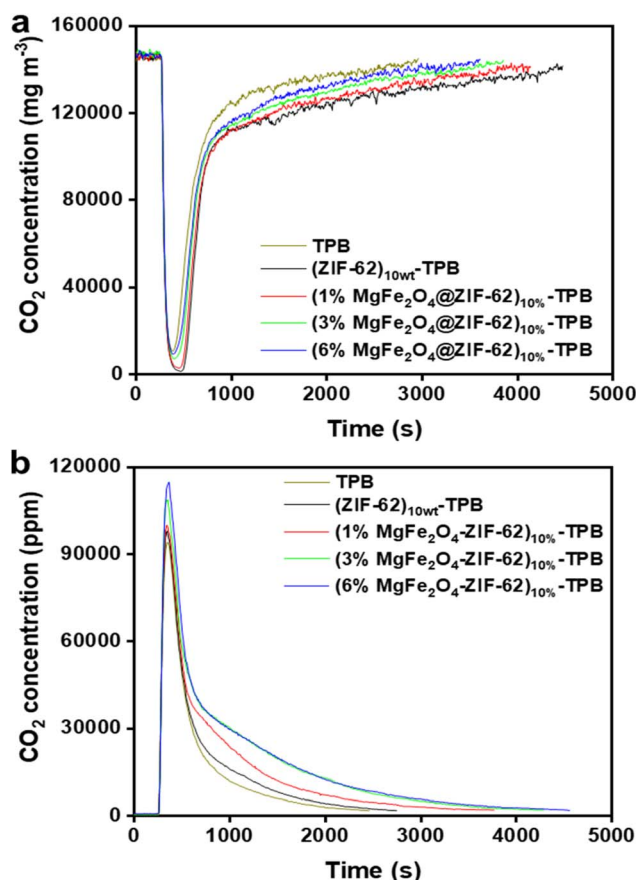 a
160000
120000
80000
40000
0
CO₂ concentration (mg m⁻³)
TPB
(ZIF-62)₁₀wt-TPB
(1% MgFe₂O₄@ZIF-62)₁₀%-TPB
(3% MgFe₂O₄@ZIF-62)₁₀%-TPB
(6% MgFe₂O₄@ZIF-62)₁₀%-TPB
0 1000 2000 3000 4000 5000
Time (s)
b
120000
90000
60000
30000
0
CO₂ concentration (ppm)
TPB
(ZIF-62)₁₀wt-TPB
(1% MgFe₂O₄-ZIF-62)₁₀%-TPB
(3% MgFe₂O₄-ZIF-62)₁₀%-TPB
(6% MgFe₂O₄-ZIF-62)₁₀%-TPB
0 1000 2000 3000 4000 5000
Time (s)